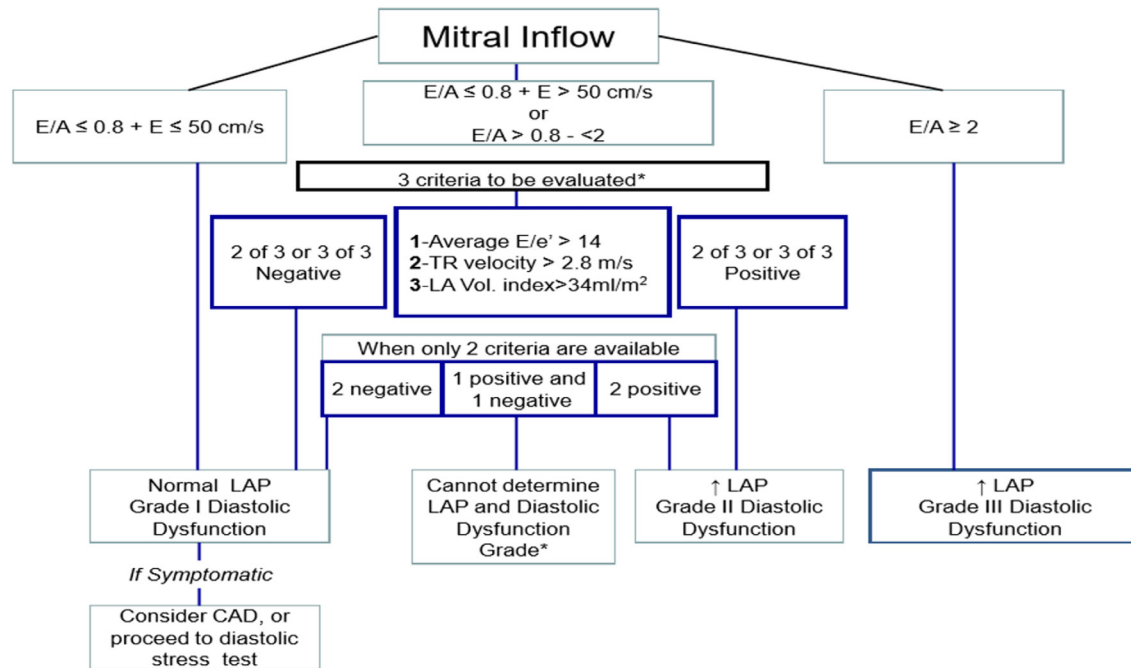 Mitral Inflow
E/A ≤ 0.8 + E ≤ 50 cm/s
E/A ≤ 0.8 + E > 50 cm/s
or
E/A > 0.8 - <2
E/A ≥ 2
3 criteria to be evaluated*
2 of 3 or 3 of 3
Negative
1-Average E/e’ > 14
2-TR velocity > 2.8 m/s
3-LA Vol. index>34ml/m²
2 of 3 or 3 of 3
Positive
When only 2 criteria are available
2 negative
1 positive and
1 negative
2 positive
Normal LAP
Grade I Diastolic
Dysfunction
Cannot determine
LAP and Diastolic
Dysfunction
Grade*
↑ LAP
Grade II Diastolic
Dysfunction
↑ LAP
Grade III Diastolic
Dysfunction
If Symptomatic
Consider CAD, or
proceed to diastolic
stress test